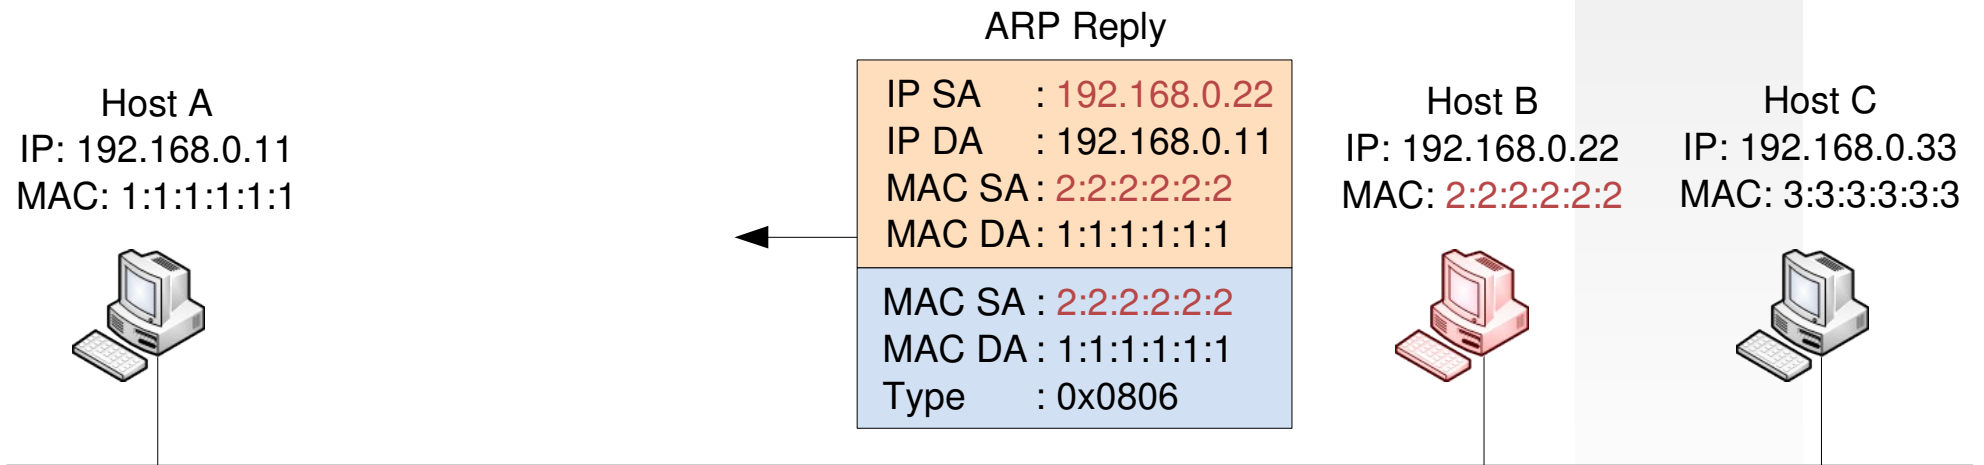 ARP Reply
Host A
IP: 192.168.0.11
MAC: 1:1:1:1:1:1
IP SA : 192.168.0.22
IP DA : 192.168.0.11
MAC SA : 2:2:2:2:2:2
MAC DA : 1:1:1:1:1:1
MAC SA : 2:2:2:2:2:2
MAC DA : 1:1:1:1:1:1
Type : 0x0806
Host B
IP: 192.168.0.22
MAC: 2:2:2:2:2:2
Host C
IP: 192.168.0.33
MAC: 3:3:3:3:3:3